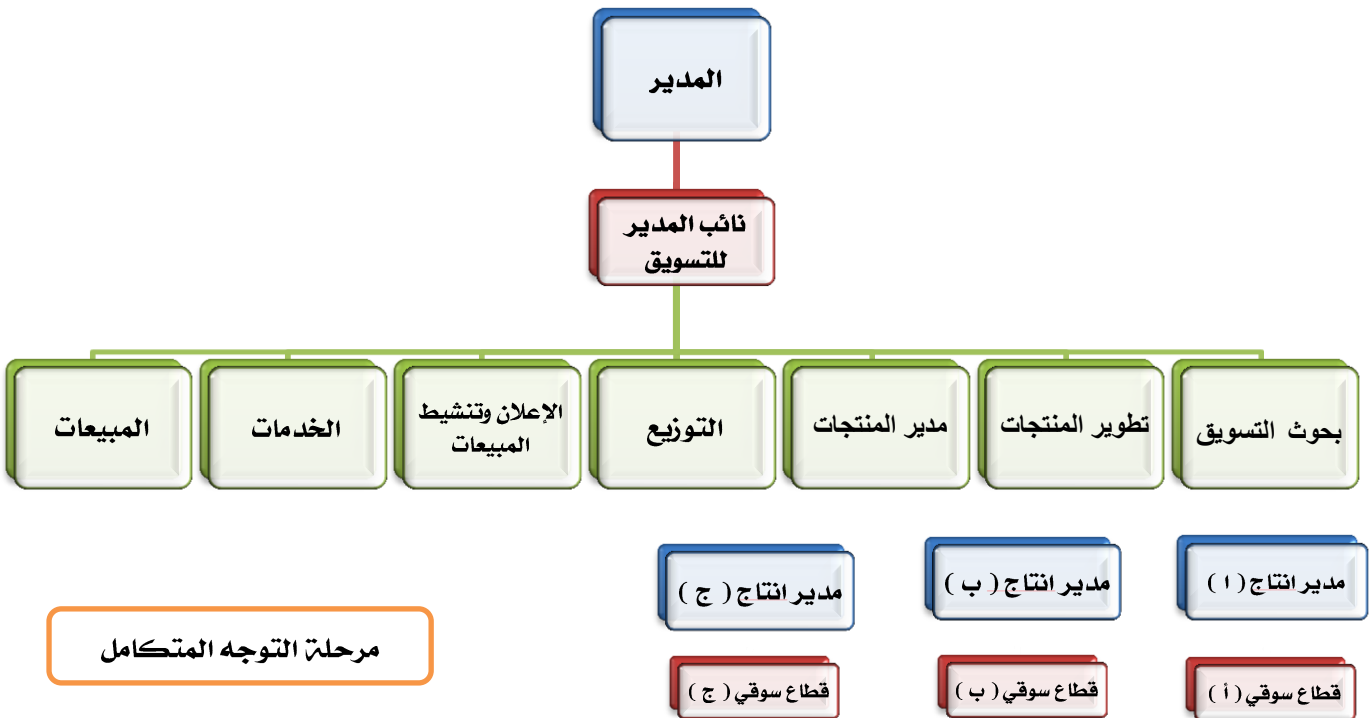 المدير
نائب المدير
للتسويق
بحوث التسويق
تطوير المنتجات
مدير المنتجات
التوزيع
الإعلان وتنشيط
المبيعات
الخدمات
المبيعات
مدير انتاج ( ا )
مدير انتاج ( ب )
مدير انتاج ( ج )
قطاع سوقي ( أ )
قطاع سوقي ( ب )
قطاع سوقي ( ج )
مرحلة التوجه المتكامل